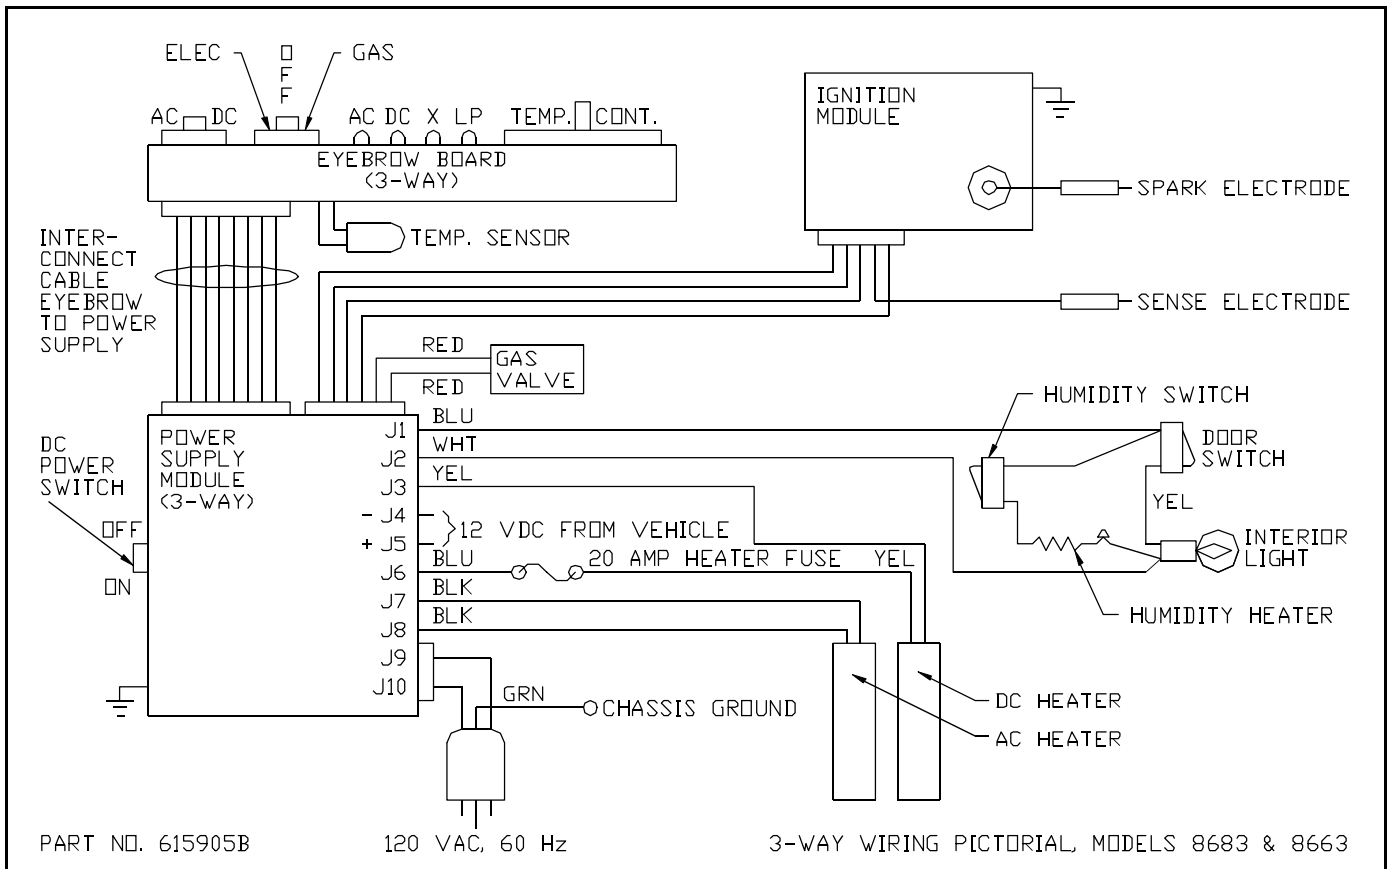 ELEC
OFF
GAS
AC
DC
AC DC X LP
TEMP. CONT.
EYEBROW BOARD
(3-WAY)
IGNITION
MODULE
SPARK ELECTRODE
INTER-
CONNECT
CABLE
EYEBROW
TO POWER
SUPPLY
TEMP. SENSOR
SENSE ELECTRODE
RED
GAS
VALVE
RED
HUMIDITY SWITCH
DOOR
SWITCH
DC
POWER
SWITCH
POWER
SUPPLY
MODULE
(3-WAY)
J1
BLU
J2
WHT
J3
YEL
- J4
+ J5
12 VDC FROM VEHICLE
YEL
OFF
ON
J6
BLU
20 AMP HEATER FUSE
YEL
INTERIOR
LIGHT
J7
BLK
J8
BLK
HUMIDITY HEATER
J9
J10
GRN
CHASSIS GROUND
DC HEATER
AC HEATER
PART NO. 615905B
120 VAC, 60 Hz
3-WAY WIRING PICTORIAL, MODELS 8683 & 8663